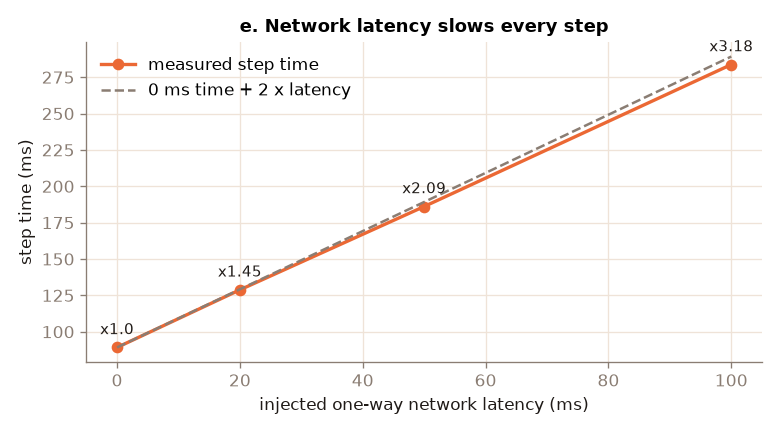 e. Network latency slows every step
measured step time
0 ms time + 2 x latency
x1.0
x1.45
x2.09
x3.18
275
250
225
200
175
150
125
100
step time (ms)
0 20 40 60 80 100
injected one-way network latency (ms)